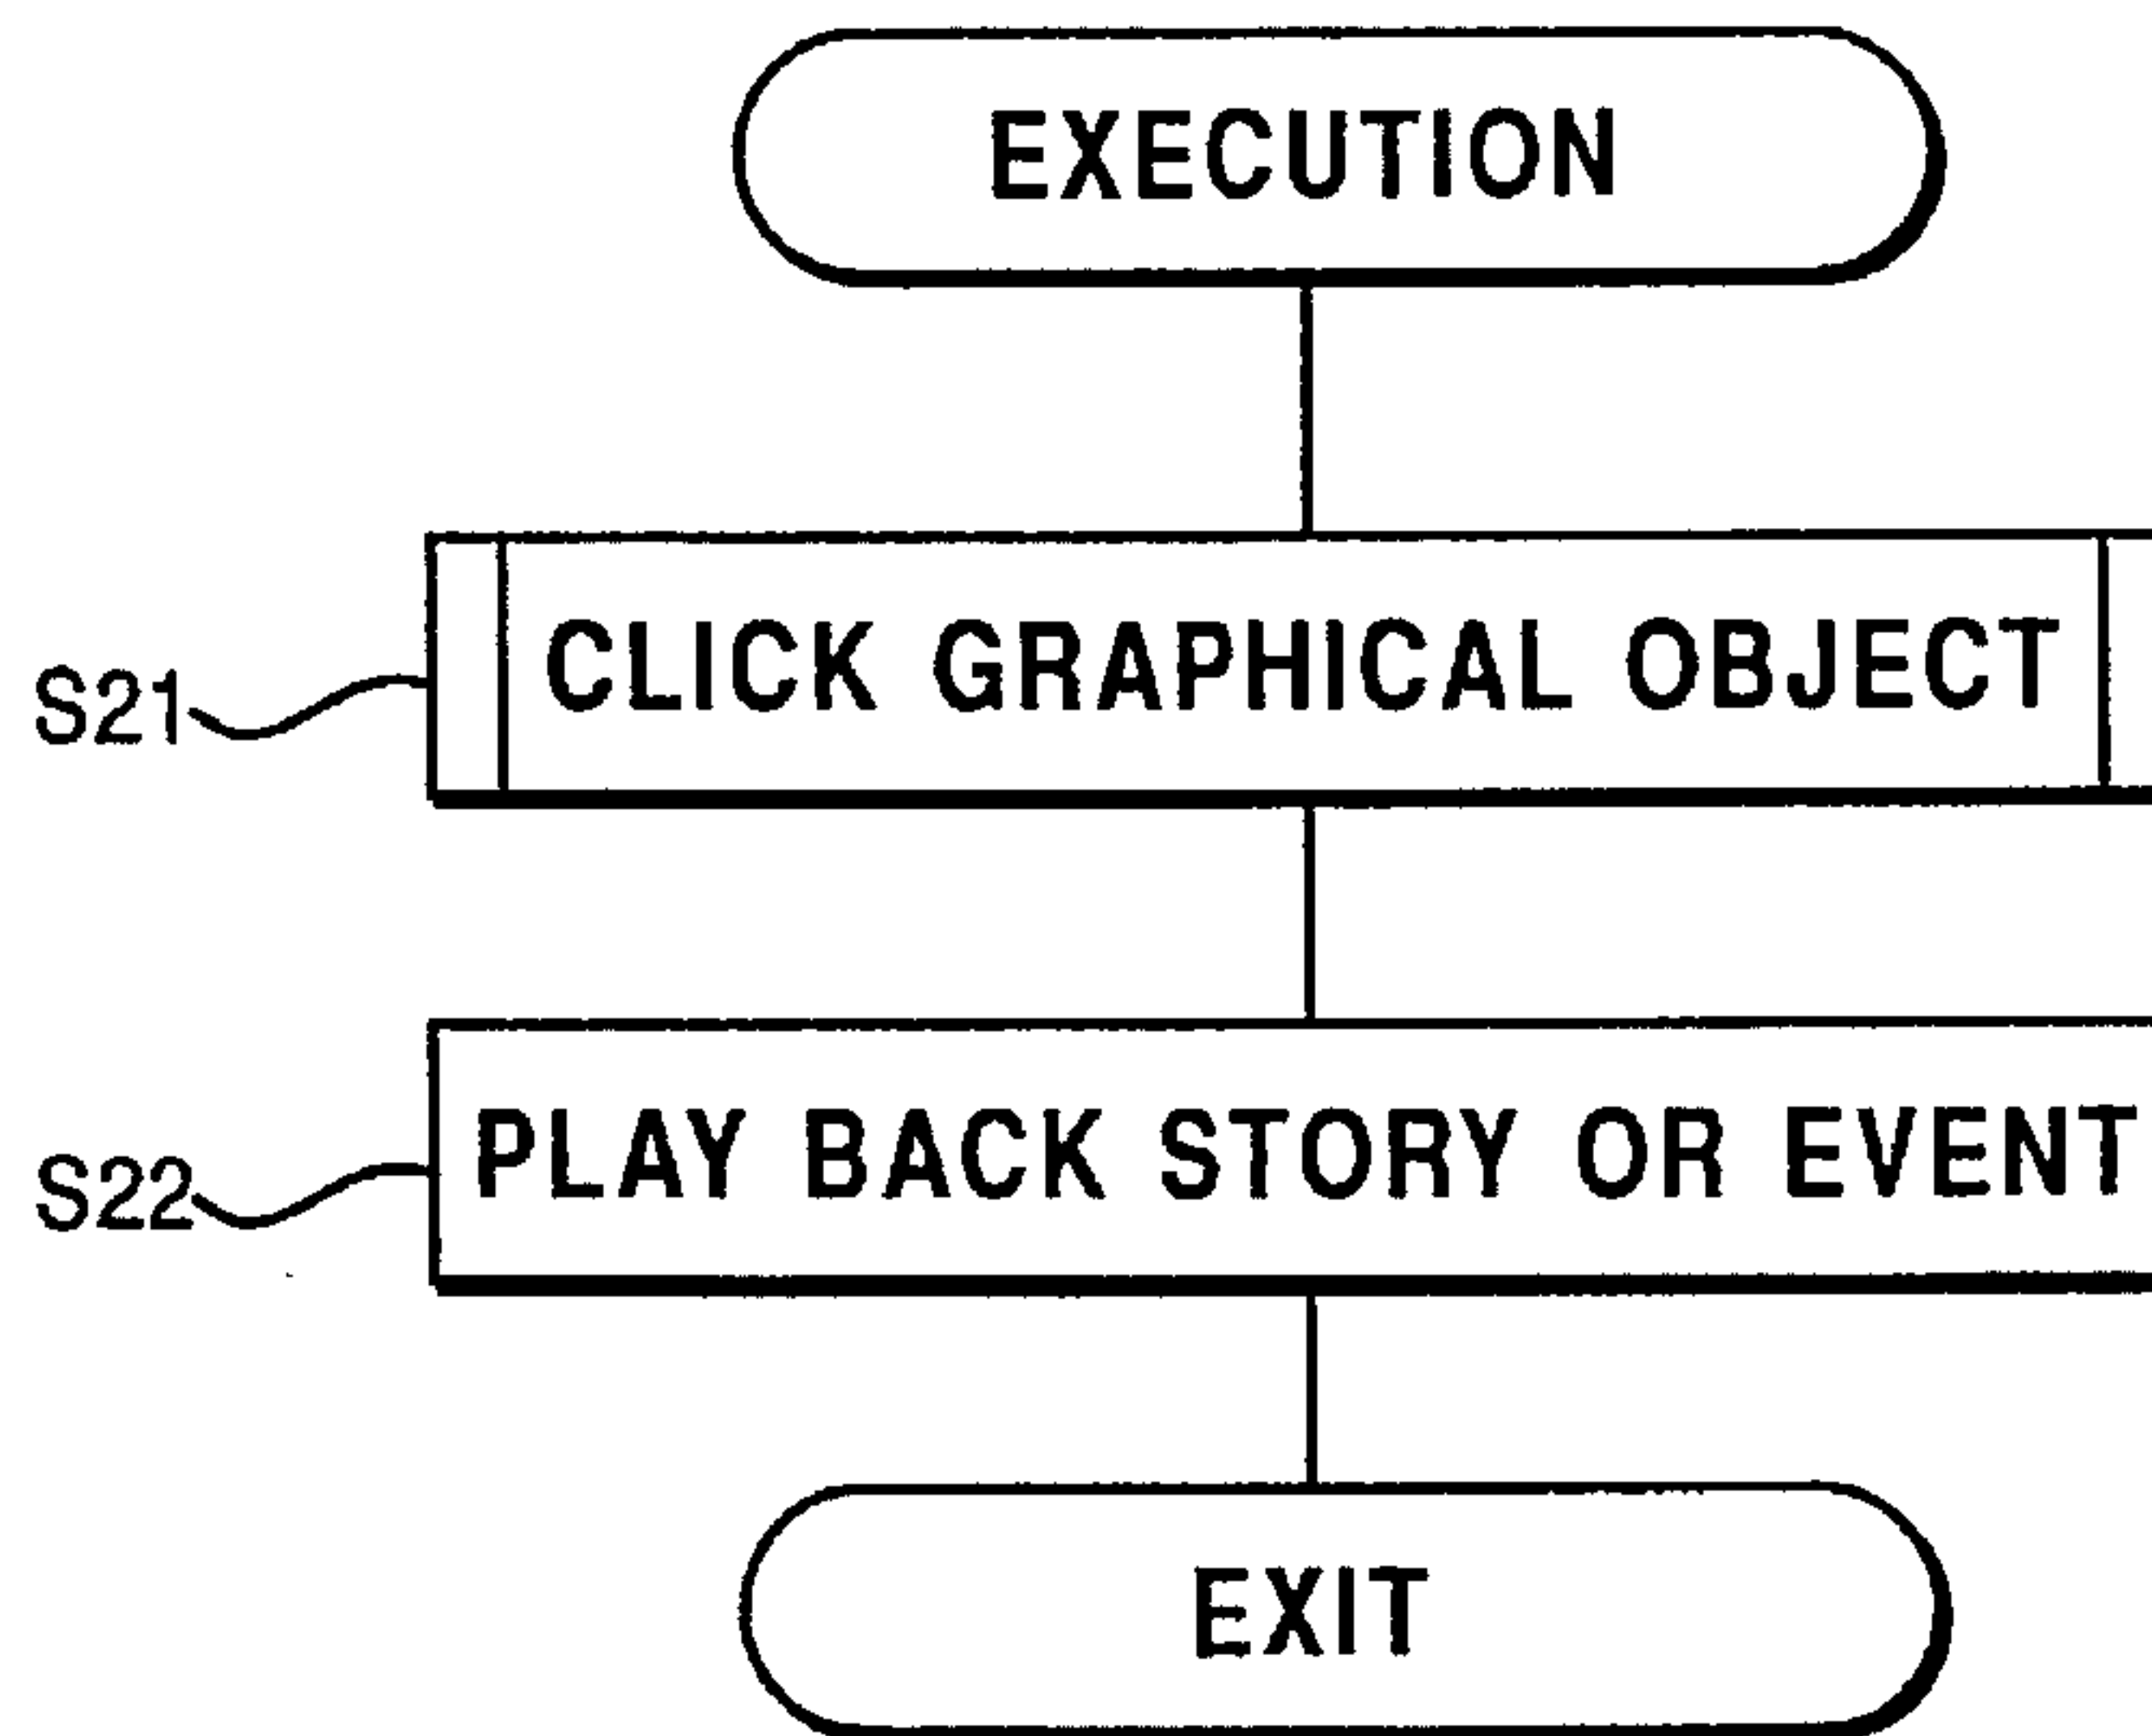 EXECUTION
S21 CLICK GRAPHICAL OBJECT
S22 PLAY BACK STORY OR EVENT
EXIT